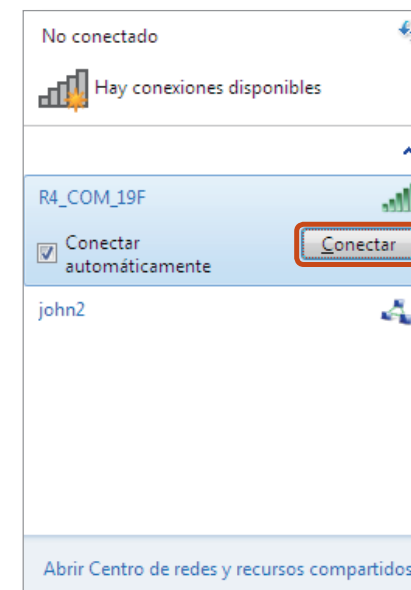 No conectado
Hay conexiones disponibles
R4_COM_19F
Conectar
automáticamente
Conectar
john2
Abrir Centro de redes y recursos compartidos